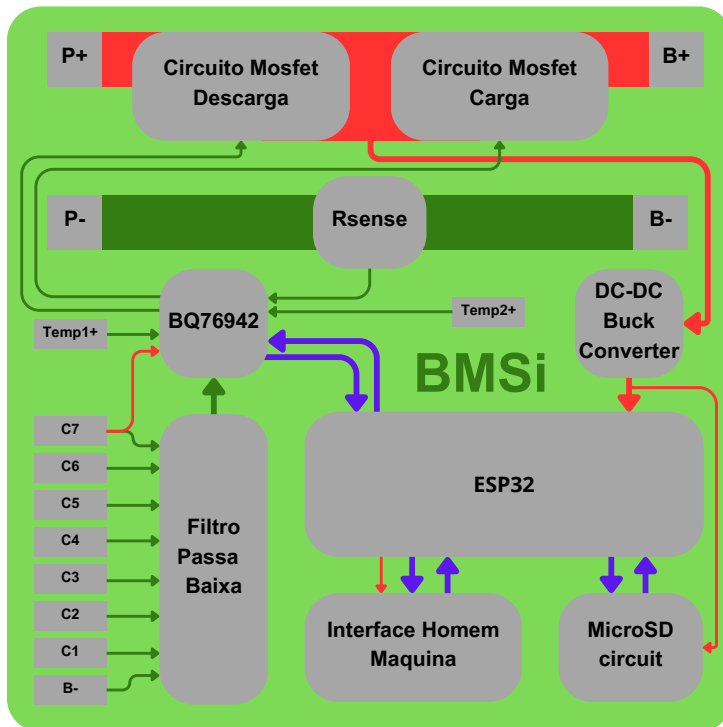 P+
Circuito Mosfet
Descarga
Circuito Mosfet
Carga
B+
P-
Rsense
B-
BQ76942
Temp1+
Temp2+
DC-DC
Buck
Converter
BMSi
C7
C6
C5
C4
C3
C2
C1
B-
Filtro
Passa
Baixa
ESP32
Interface Homem
Maquina
MicroSD
circuit